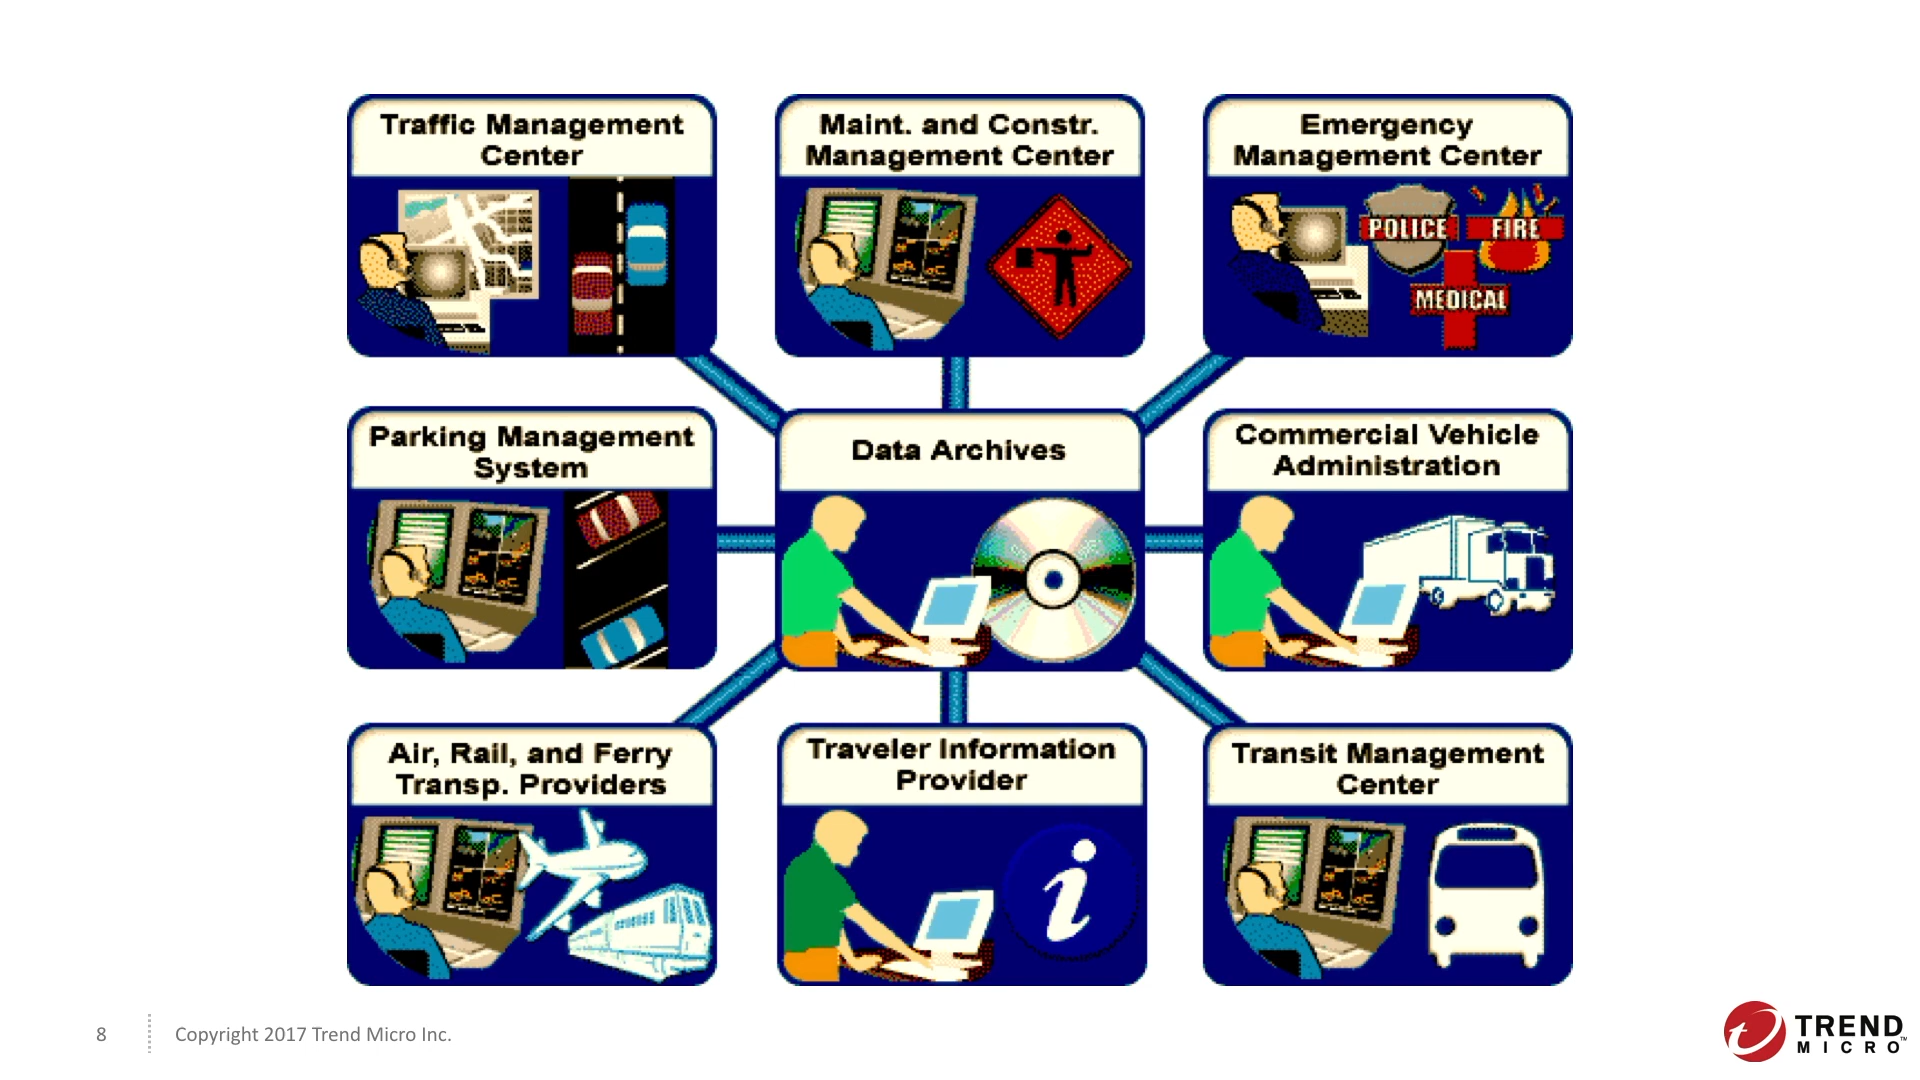 Traffic Management
Center
Maint. and Constr.
Management Center
Emergency
Management Center
POLICE
FIRE
MEDICAL
Parking Management
System
Data Archives
Commercial Vehicle
Administration
Air, Rail, and Ferry
Transp. Providers
Traveler Information
Provider
i
Transit Management
Center
8
Copyright 2017 Trend Micro Inc.
TREND
MICRO™